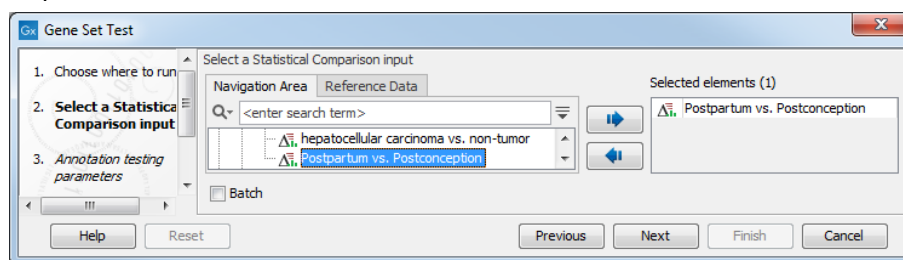 Gx Gene Set Test
1. Choose where to run
2. Select a Statistica
Comparison input
3. Annotation testing
parameters
Select a Statistical Comparison input
Navigation Area Reference Data
<enter search term>
hepatocellular carcinoma vs. non-tumor
Postpartum vs. Postconception
Batch
Selected elements (1)
Postpartum vs. Postconception
Help Reset Previous Next Finish Cancel